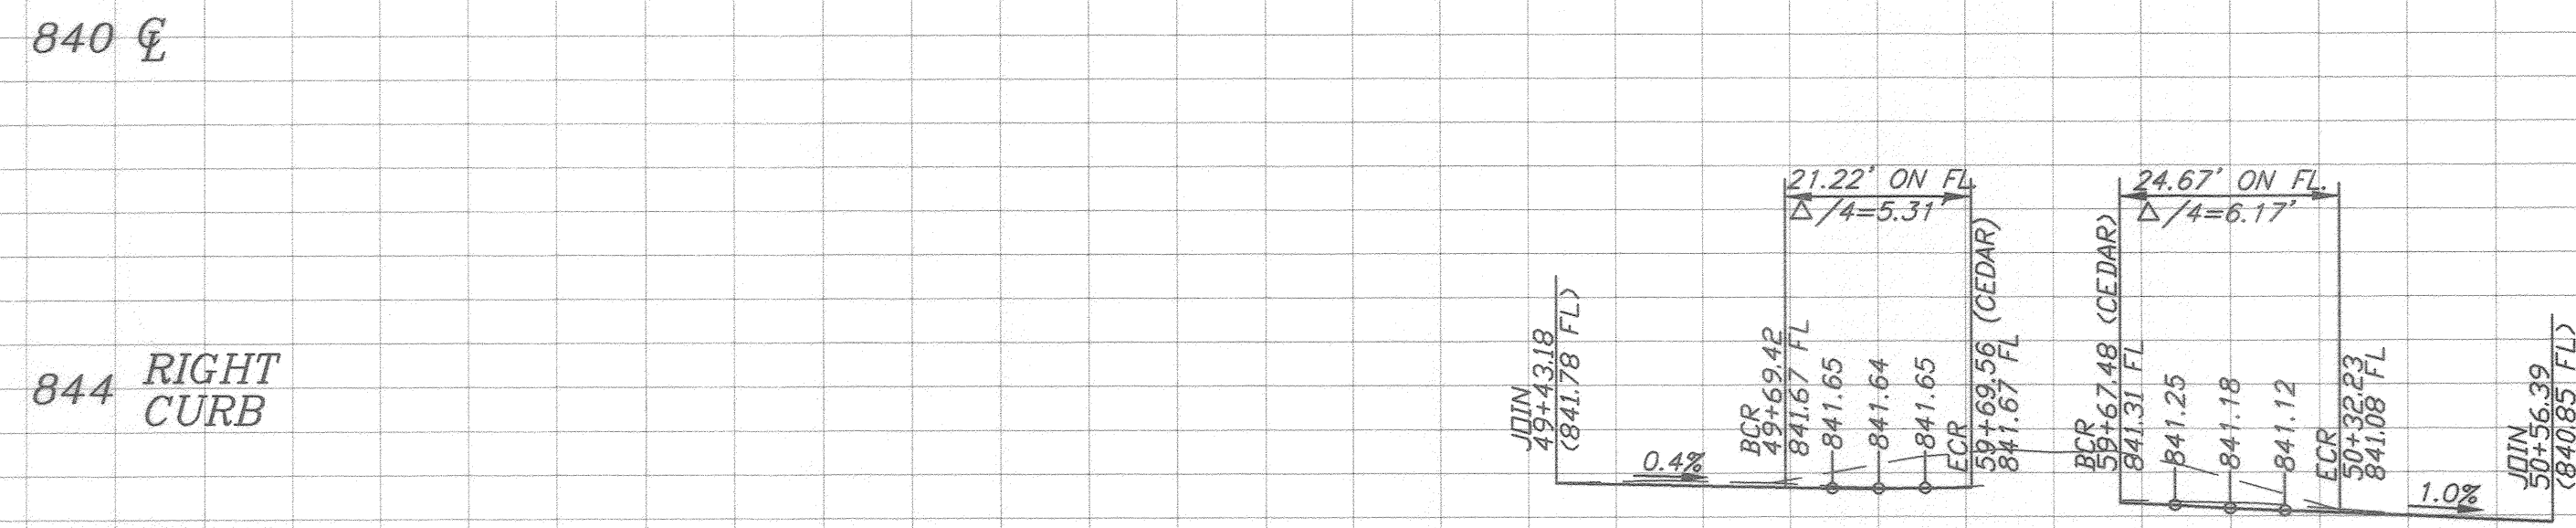 840 ℄
844 RIGHT
CURB
JOIN
49+43.18
(841.78 FL)
0.4%
21.22' ON FL.
Δ/4=5.31'
BCR
49+69.42
841.67 FL
841.65
841.64
841.65
ECR
59+69.56 (CEDAR)
841.67 FL
24.67' ON FL.
Δ/4=6.17'
BCR
59+67.48 (CEDAR)
841.31 FL
841.25
841.18
841.12
ECR
50+32.23
841.08 FL
1.0%
JOIN
50+56.39
(840.85 FL)